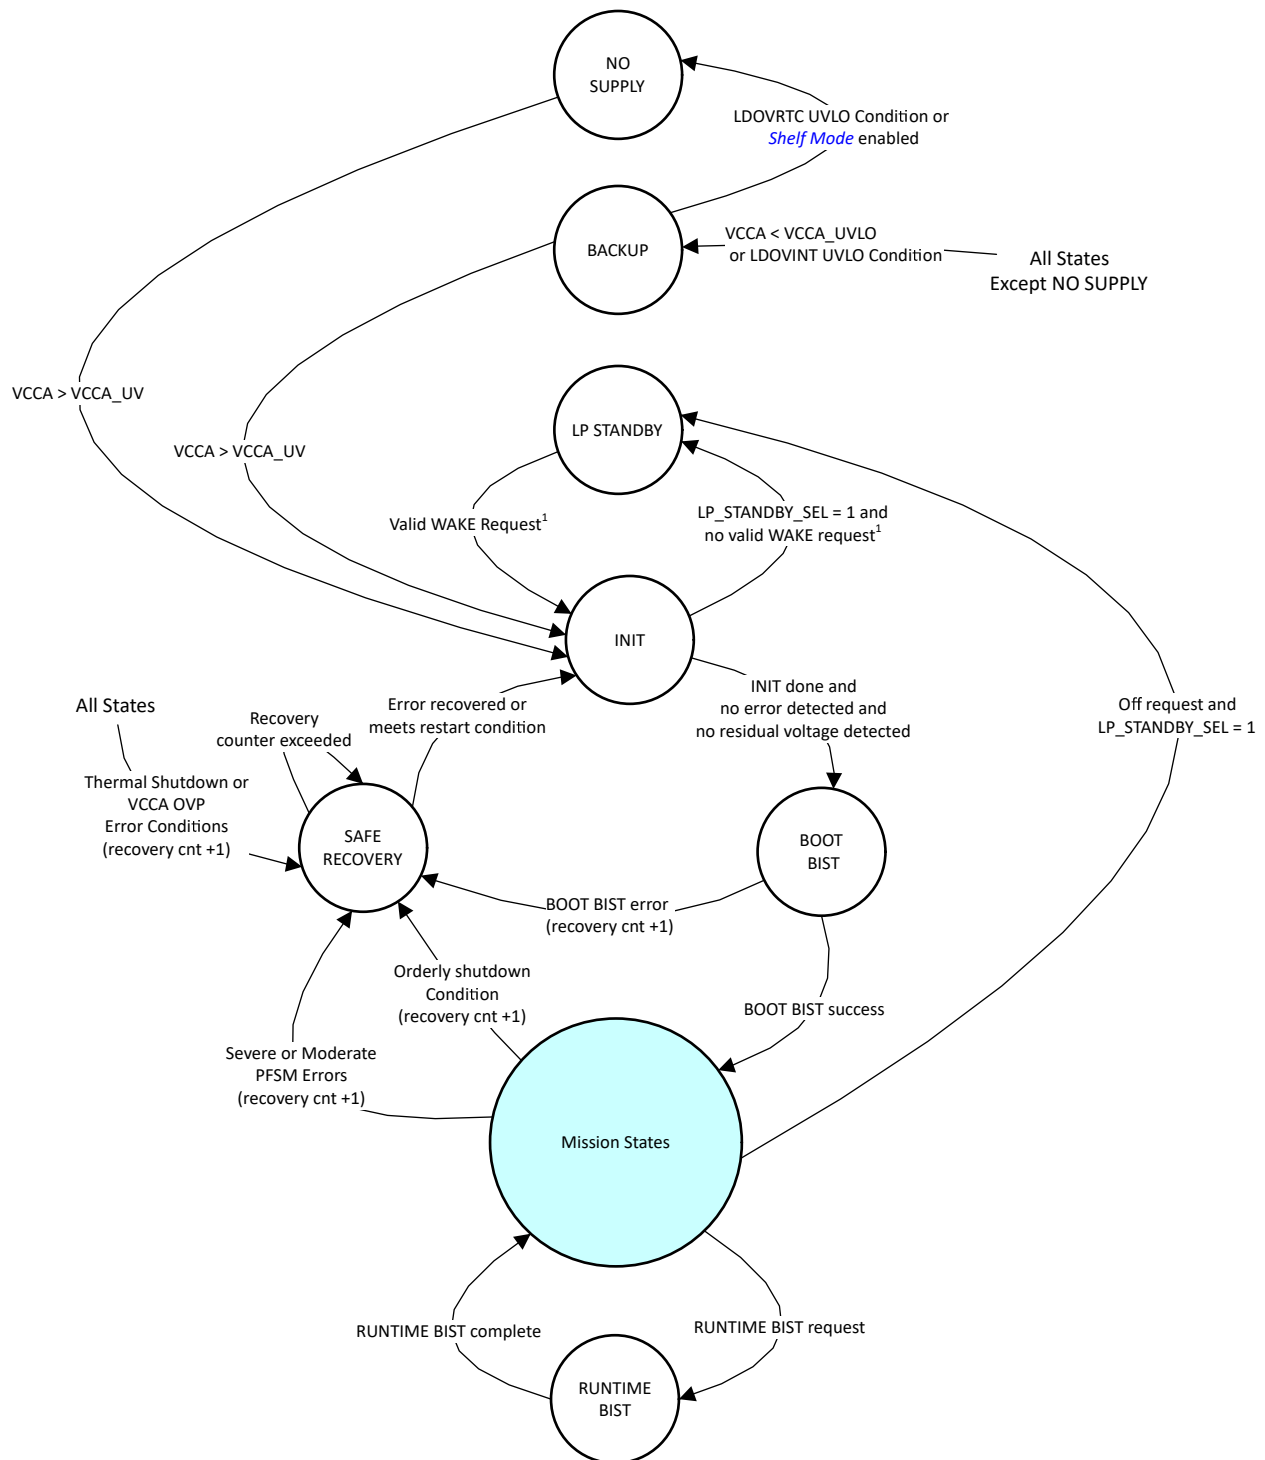 NO
SUPPLY
LDOVRTC UVLO Condition or
Shelf Mode enabled
BACKUP
VCCA < VCCA_UVLO
or LDOVINT UVLO Condition
All States
Except NO SUPPLY
VCCA > VCCA_UV
VCCA > VCCA_UV
LP STANDBY
Valid WAKE Request¹
LP_STANDBY_SEL = 1 and
no valid WAKE request¹
INIT
All States
Recovery
counter exceeded
Error recovered or
meets restart condition
INIT done and
no error detected and
no residual voltage detected
Off request and
LP_STANDBY_SEL = 1
Thermal Shutdown or
VCCA OVP
Error Conditions
(recovery cnt +1)
SAFE
RECOVERY
BOOT
BIST
BOOT BIST error
(recovery cnt +1)
Orderly shutdown
Condition
(recovery cnt +1)
BOOT BIST success
Severe or Moderate
PFSM Errors
(recovery cnt +1)
Mission States
RUNTIME BIST complete
RUNTIME BIST request
RUNTIME
BIST